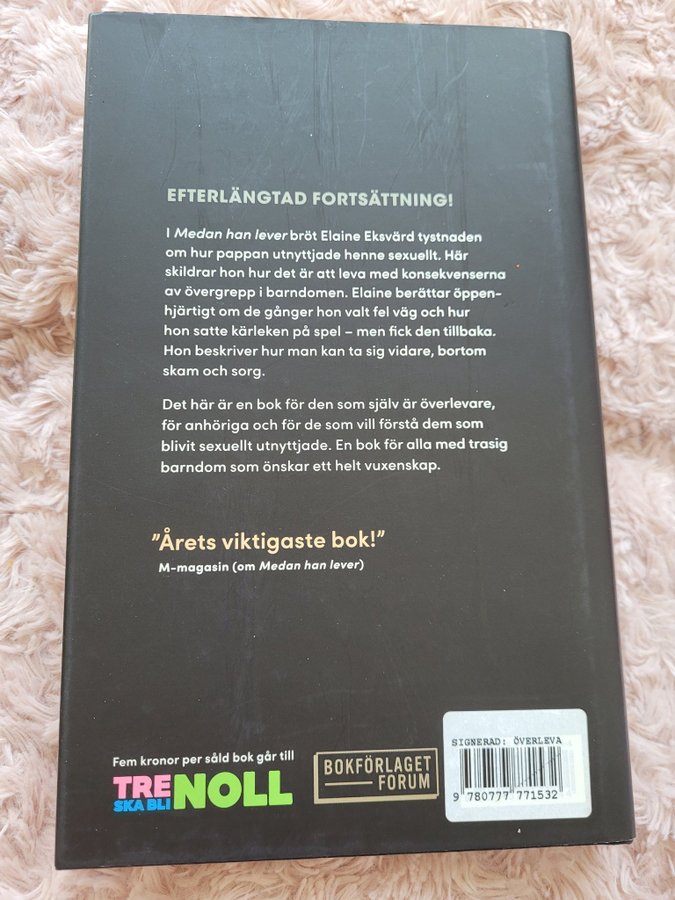 EFTERLÄNGTAD FORTSÄTTNING!
I Medan han lever bröt Elaine Eksvärd tystnaden
om hur pappan utnyttjade henne sexuellt. Här
skildrar hon hur det är att leva med konsekvenserna
av övergrepp i barndomen. Elaine berättar öppen-
hjärtigt om de gånger hon valt fel väg och hur
hon satte kärleken på spel – men fick den tillbaka.
Hon beskriver hur man kan ta sig vidare, bortom
skam och sorg.
Det här är en bok för den som själv är överlevare,
för anhöriga och för de som vill förstå dem som
blivit sexuellt utnyttjade. En bok för alla med trasig
barndom som önskar ett helt vuxenskap.
”Årets viktigaste bok!”
M-magasin (om Medan han lever)
Fem kronor per såld bok går till
TRE
SKA BLI NOLL
BOKFÖRLAGET
FORUM
SIGNERAD: ÖVERLEVA
9 780777 771532